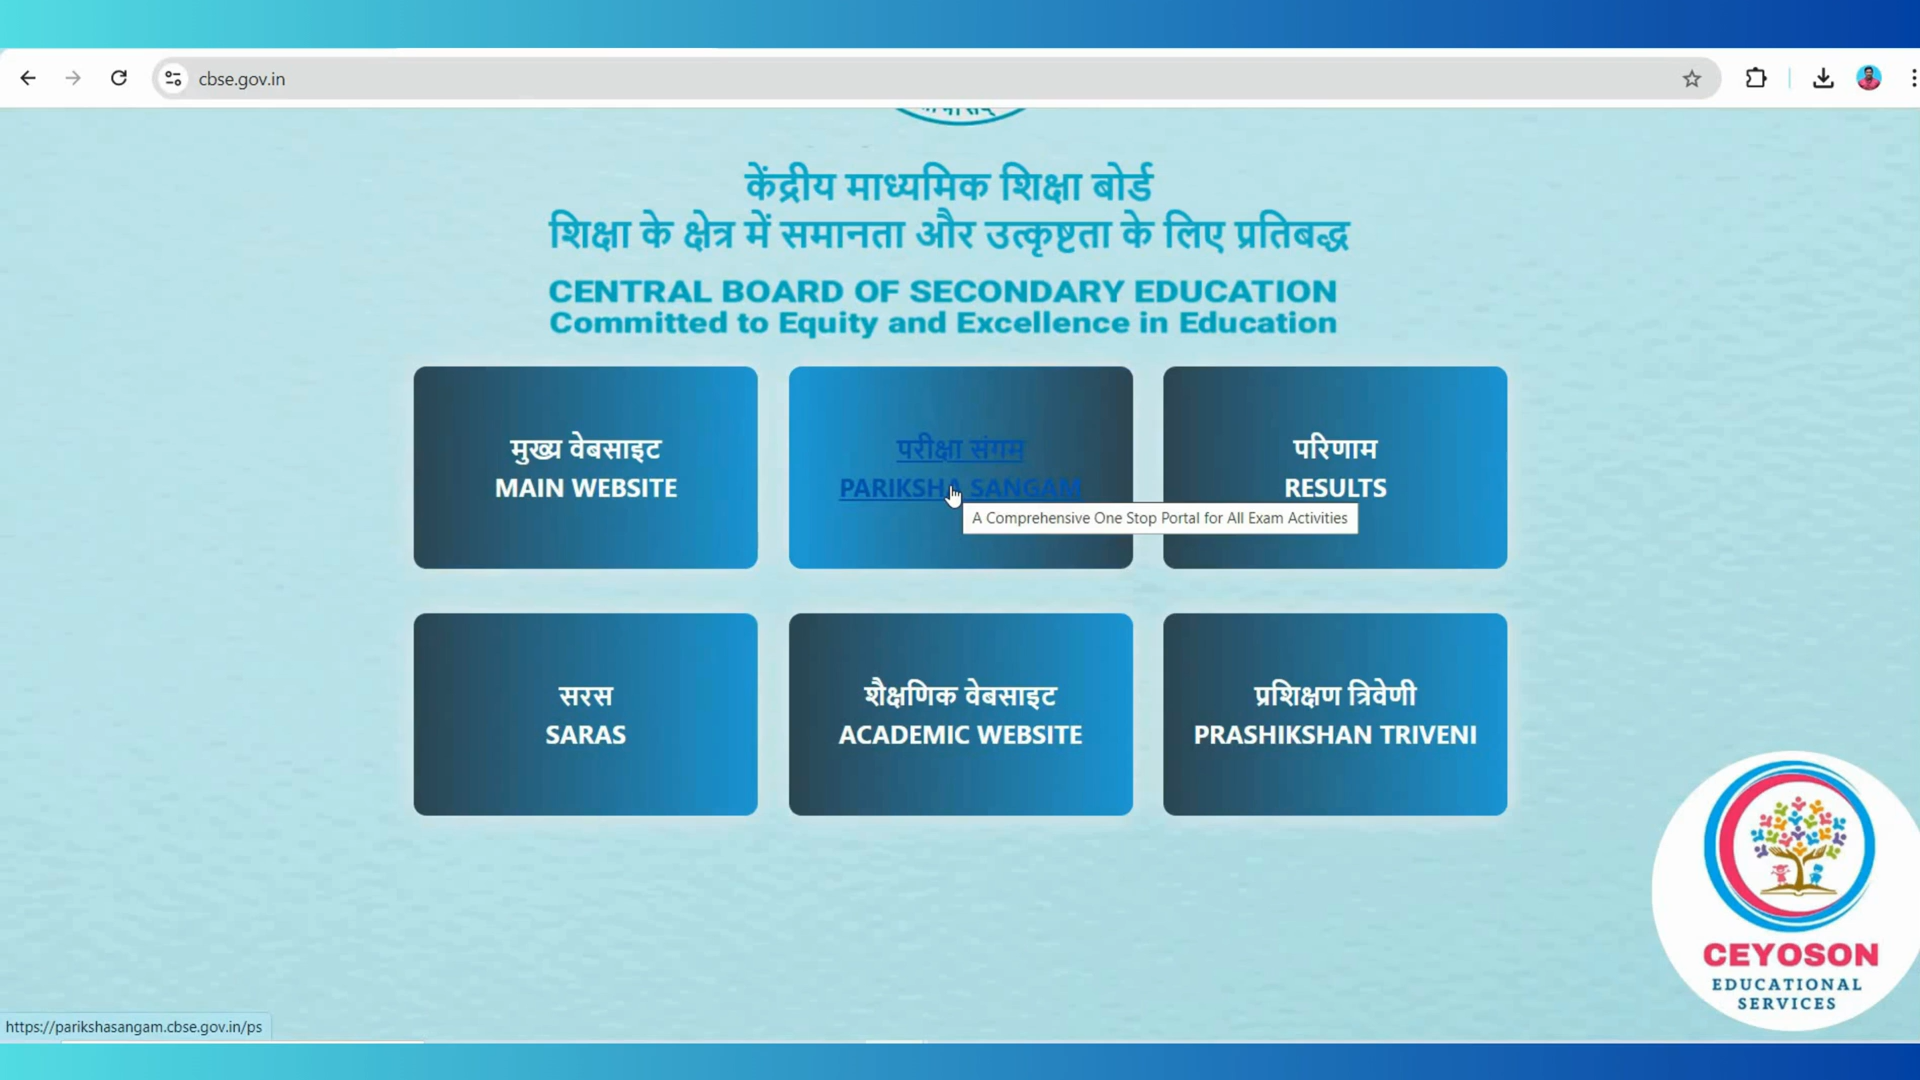 cbse.gov.in
केंद्रीय माध्यमिक शिक्षा बोर्ड
शिक्षा के क्षेत्र में समानता और उत्कृष्टता के लिए प्रतिबद्ध
CENTRAL BOARD OF SECONDARY EDUCATION
Committed to Equity and Excellence in Education
मुख्य वेबसाइट
MAIN WEBSITE
परीक्षा संगम
PARIKSHA SANGAM
परिणाम
RESULTS
A Comprehensive One Stop Portal for All Exam Activities
सरस
SARAS
शैक्षणिक वेबसाइट
ACADEMIC WEBSITE
प्रशिक्षण त्रिवेणी
PRASHIKSHAN TRIVENI
CEYOSON
EDUCATIONAL
SERVICES
https://parikshasangam.cbse.gov.in/ps